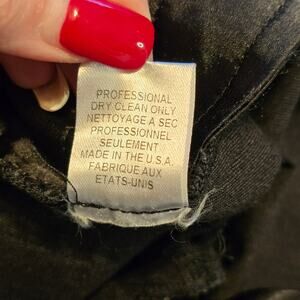 PROFESSIONAL
DRY CLEAN ONLY
NETTOYAGE A SEC
PROFESSIONNEL
SEULEMENT
MADE IN THE U.S.A.
FABRIQUE AUX
ETATS-UNIS